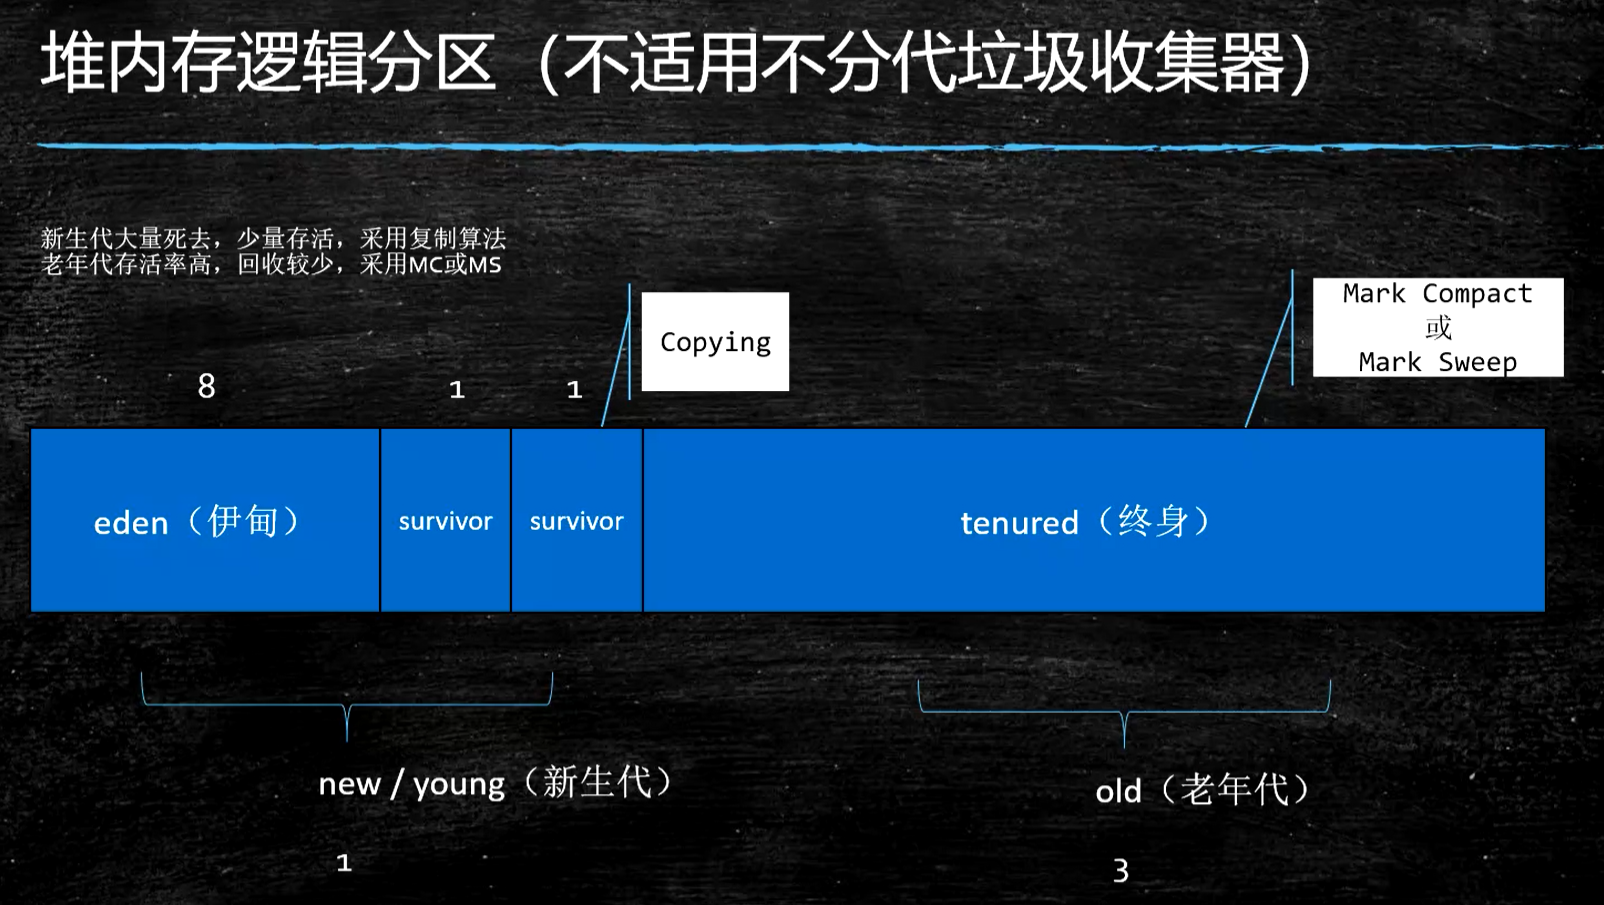 堆内存逻辑分区（不适用不分代垃圾收集器）
新生代大量死去，少量存活，采用复制算法
老年代存活率高，回收较少，采用MC或MS
Copying
Mark Compact
或
Mark Sweep
8
1
1
eden（伊甸）
survivor
survivor
tenured（终身）
new / young（新生代）
old（老年代）
1
3